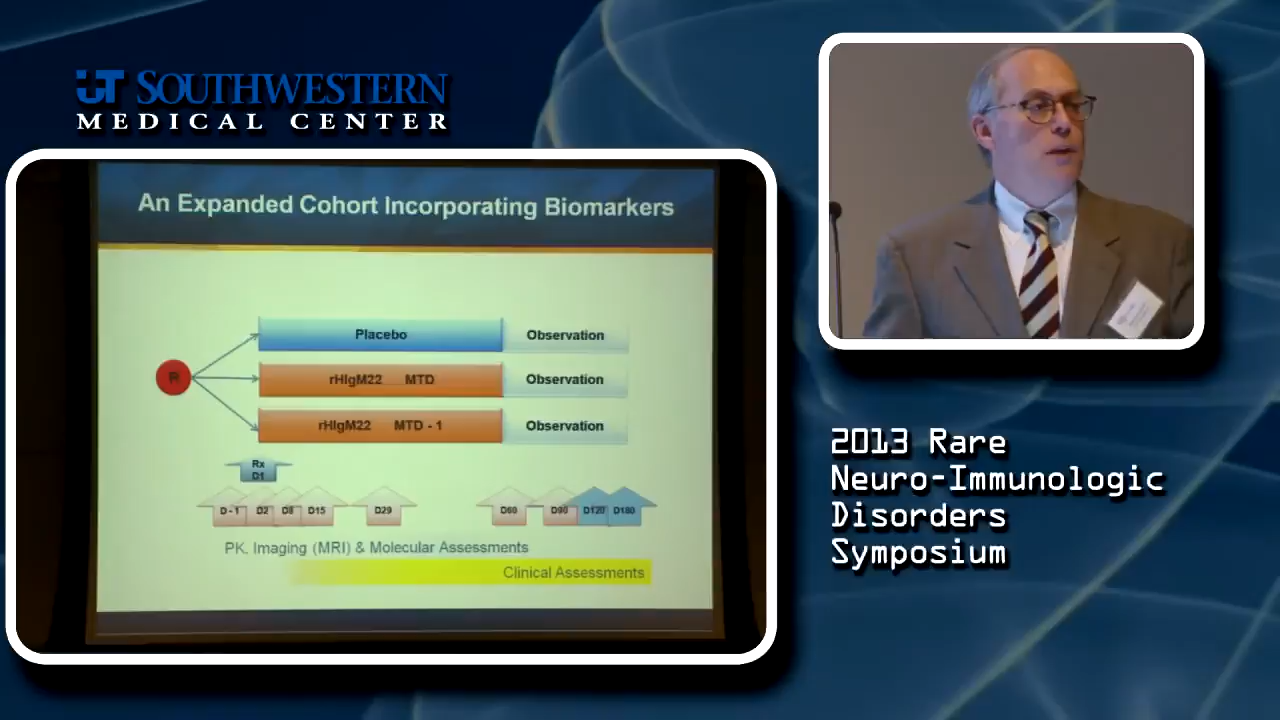 UT SOUTHWESTERN
MEDICAL CENTER
An Expanded Cohort Incorporating Biomarkers
R
Placebo
Observation
rHIgM22 MTD
Observation
rHIgM22 MTD - 1
Observation
Rx
D1
D - 1
D2
D8
D15
D29
D60
D90
D120
D180
PK, Imaging (MRI) & Molecular Assessments
Clinical Assessments
2013 Rare
Neuro-Immunologic
Disorders
Symposium